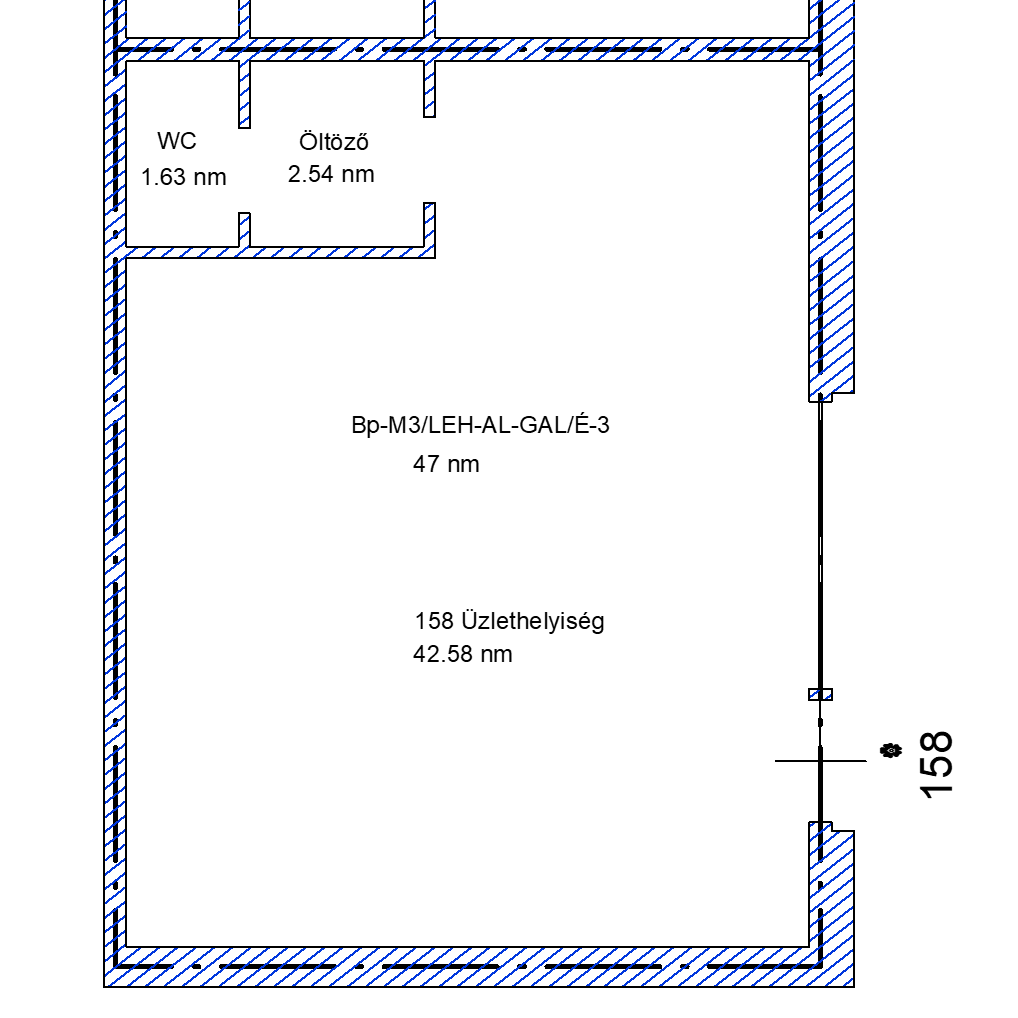 WC
1.63 nm
Öltöző
2.54 nm
Bp-M3/LEH-AL-GAL/É-3
47 nm
158 Üzlethelyiség
42.58 nm
158